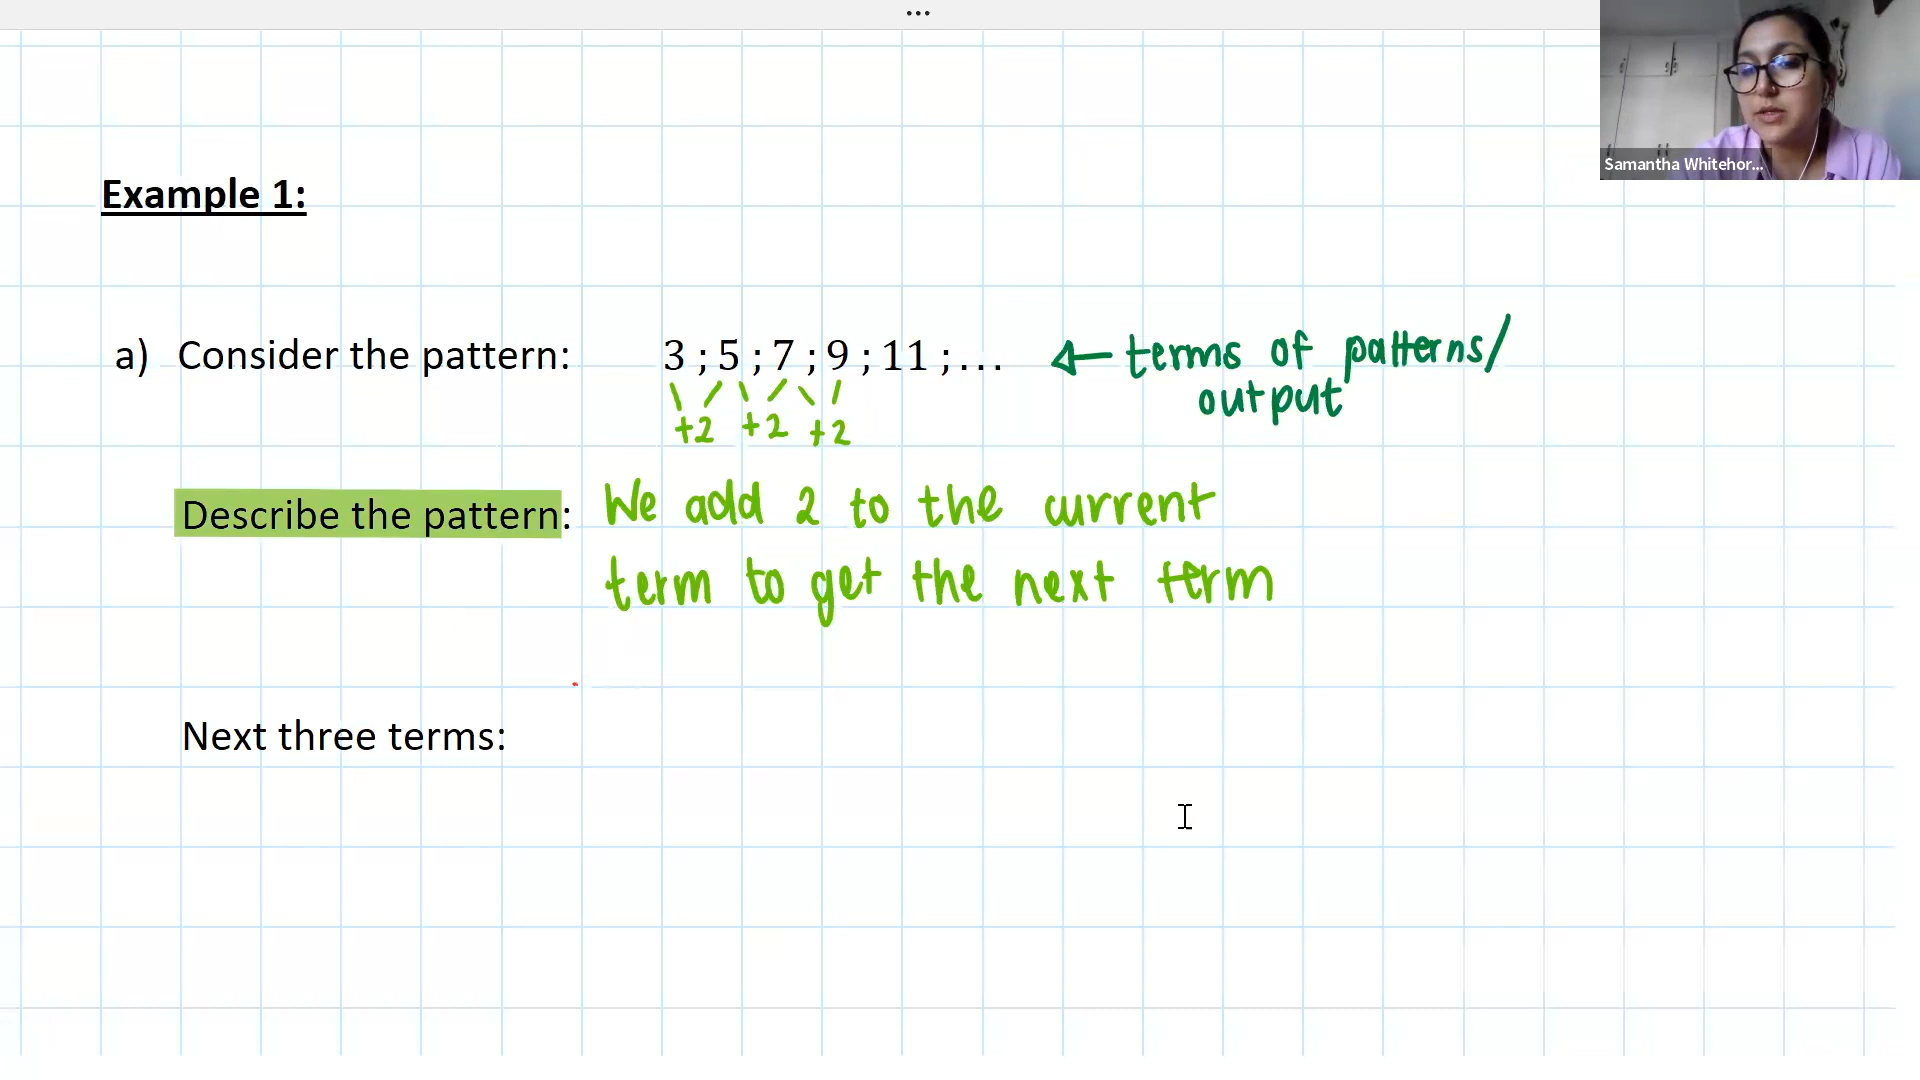 ...
Samantha Whitehor...
Example 1:
a) Consider the pattern: 3 ; 5 ; 7 ; 9 ; 11 ; ... ← terms of patterns/
output
+2 +2 +2
Describe the pattern: We add 2 to the current
term to get the next term
Next three terms: